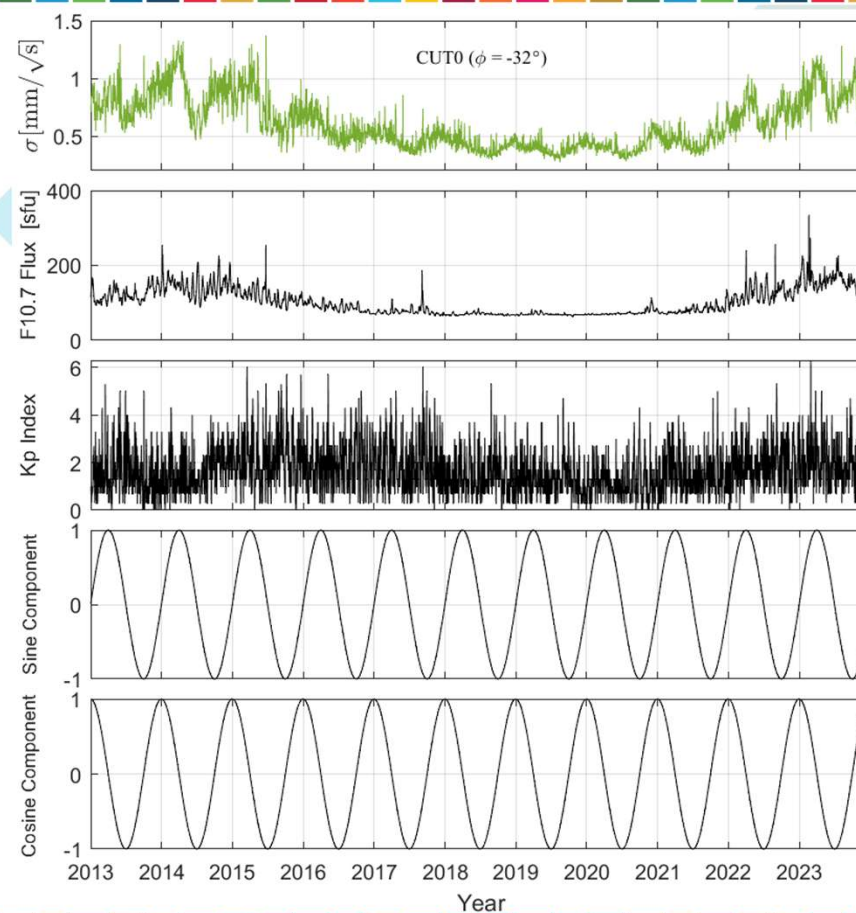 CUT0 (ϕ = -32°)
σ [mm/√s]
1.5
1
0.5
F10.7 Flux [sfu]
400
200
0
Kp Index
6
4
2
0
Sine Component
1
0
-1
Cosine Component
1
0
-1
2013 2014 2015 2016 2017 2018 2019 2020 2021 2022 2023
Year